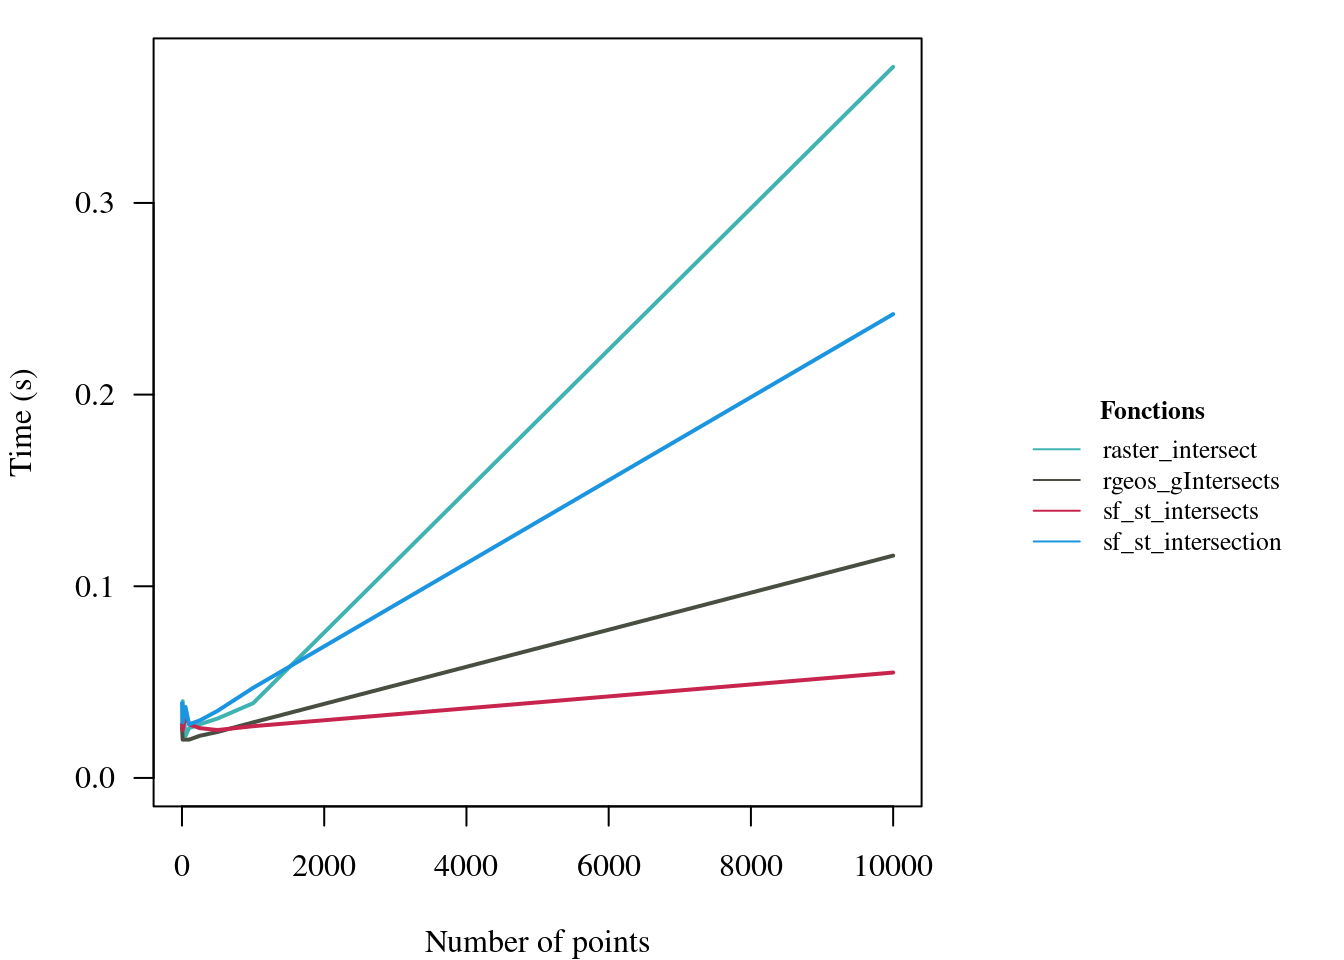 0.3
0.2
0.1
0.0
Time (s)
0 2000 4000 6000 8000 10000
Number of points
Fonctions
raster_intersect
rgeos_gIntersects
sf_st_intersects
sf_st_intersection